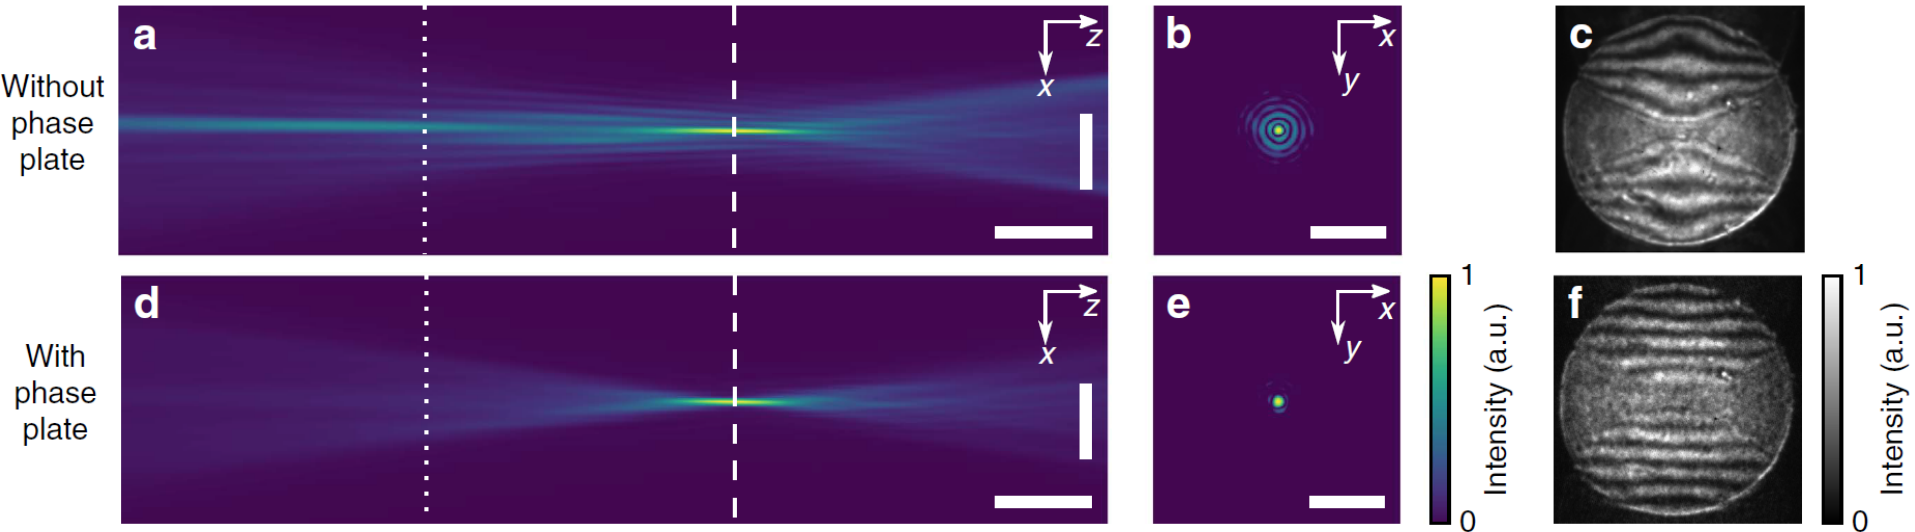 Without
phase
plate
a
z
x
b
x
y
c
With
phase
plate
d
z
x
e
x
y
1
Intensity (a.u.)
0
f
1
Intensity (a.u.)
0